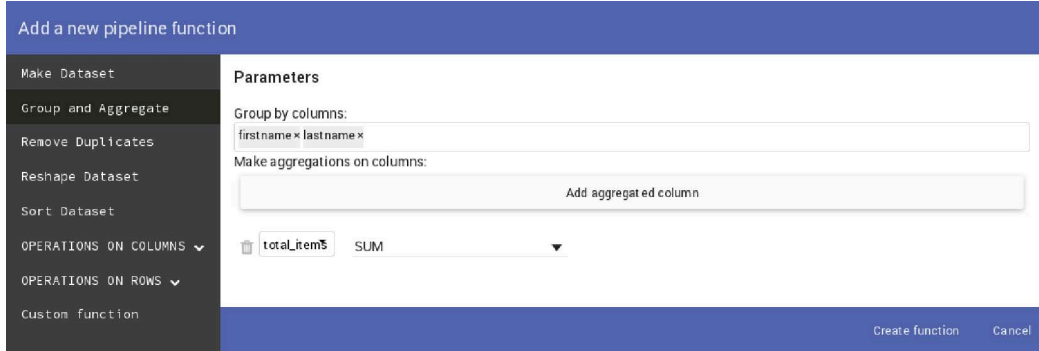 Add a new pipeline function
Make Dataset
Group and Aggregate
Remove Duplicates
Reshape Dataset
Sort Dataset
OPERATIONS ON COLUMNS
OPERATIONS ON ROWS
Custom function
Parameters
Group by columns:
firstname × lastname ×
Make aggregations on columns:
Add aggregated column
total_items SUM
Create function Cancel